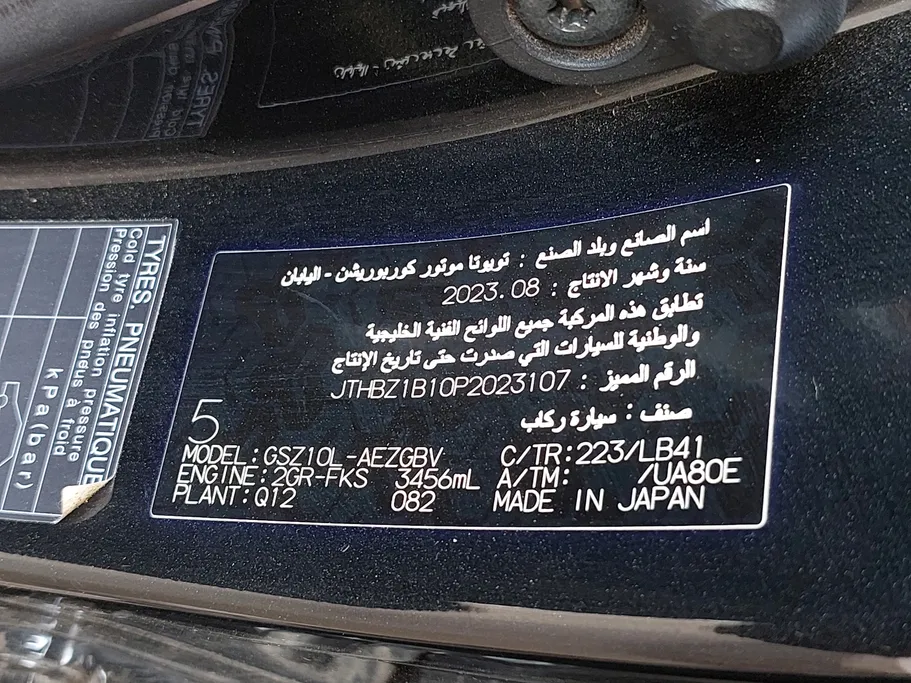 اسم الصانع وبلد الصنع : تويوتا موتور كوربوريشن - اليابان
سنة وشهر الانتاج : 2023.08
تطابق هذه المركبة جميع اللوائح الفنية الخليجية
والوطنية للسيارات التي صدرت حتى تاريخ الإنتاج
الرقم المميز : JTHBZ1B10P2023107
صنف : سيارة ركاب
5
MODEL:GSZ10L-AEZGBV C/TR:223/LB41
ENGINE:2GR-FKS 3456mL A/TM: /UA80E
PLANT:Q12 082 MADE IN JAPAN
TYRES. PNEUMATIQUE
Cold tyre inflation pressure
Pression des pneus à froid
kPa(bar)